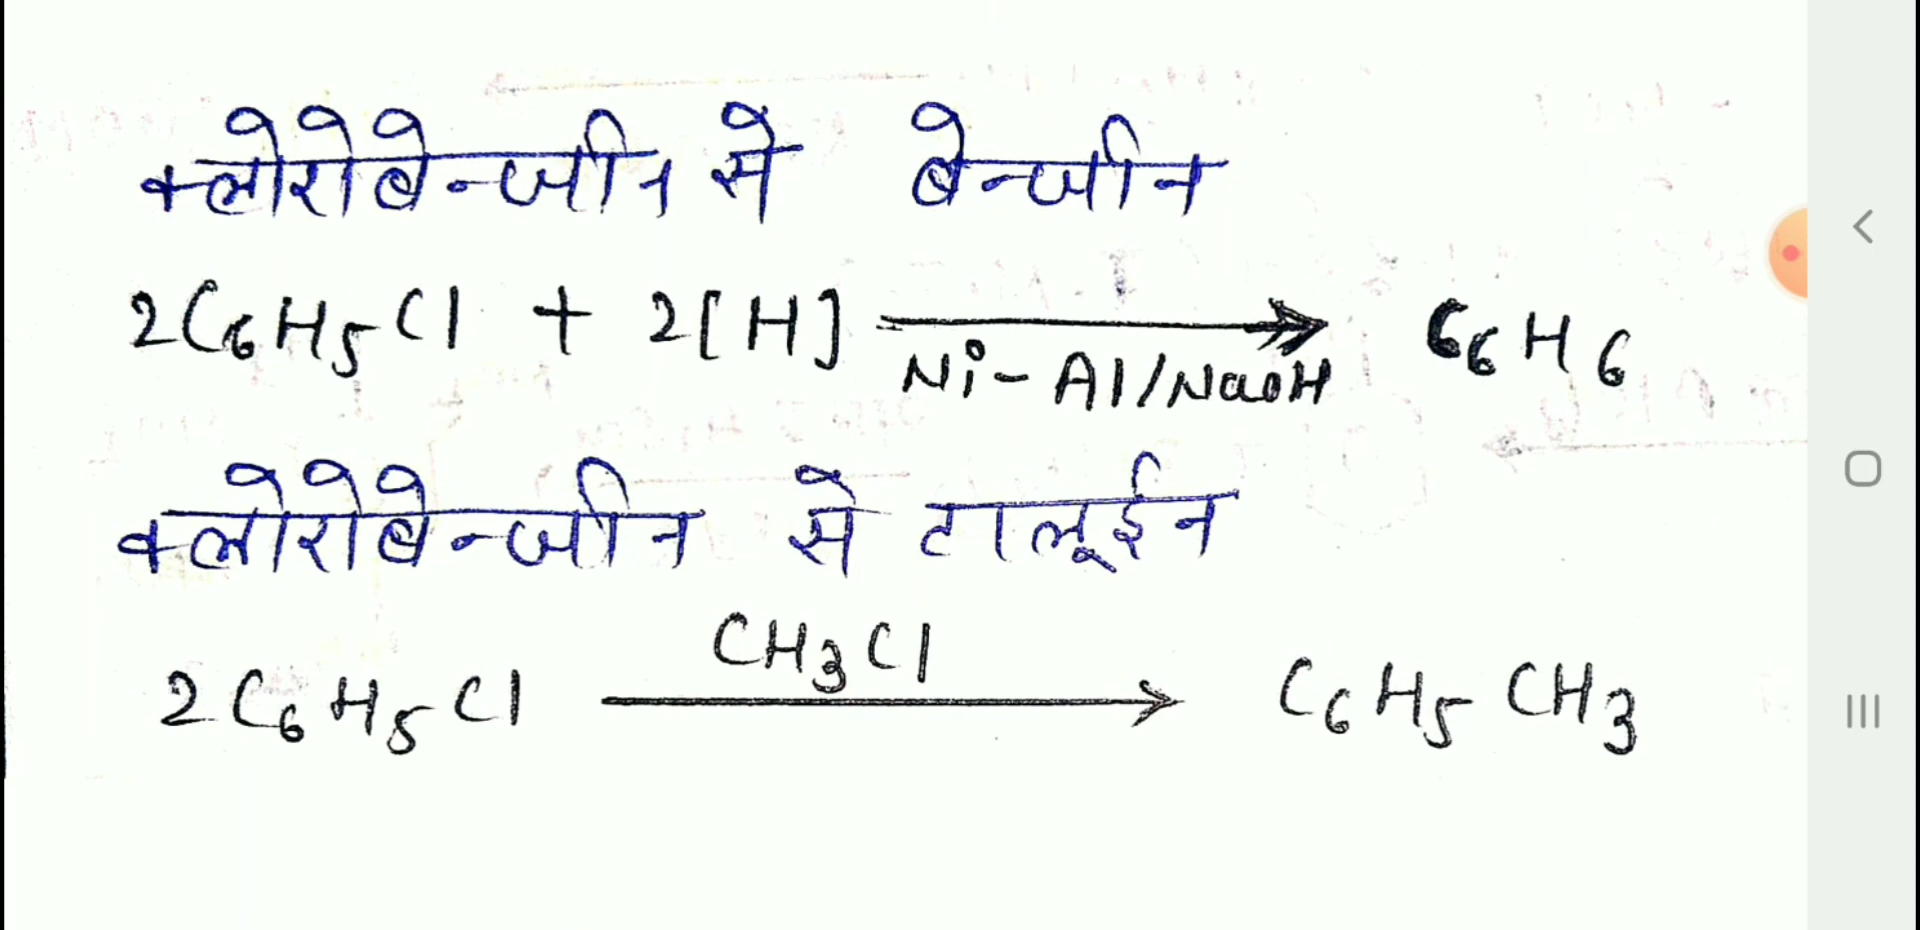 क्लोरोबेन्जीन से बेन्जीन
2C₆H₅Cl + 2[H] ⟶ C₆H₆
Ni-Al/NaOH
क्लोरोबेन्जीन से टालूईन
CH₃Cl
2C₆H₅Cl ⟶ C₆H₅CH₃